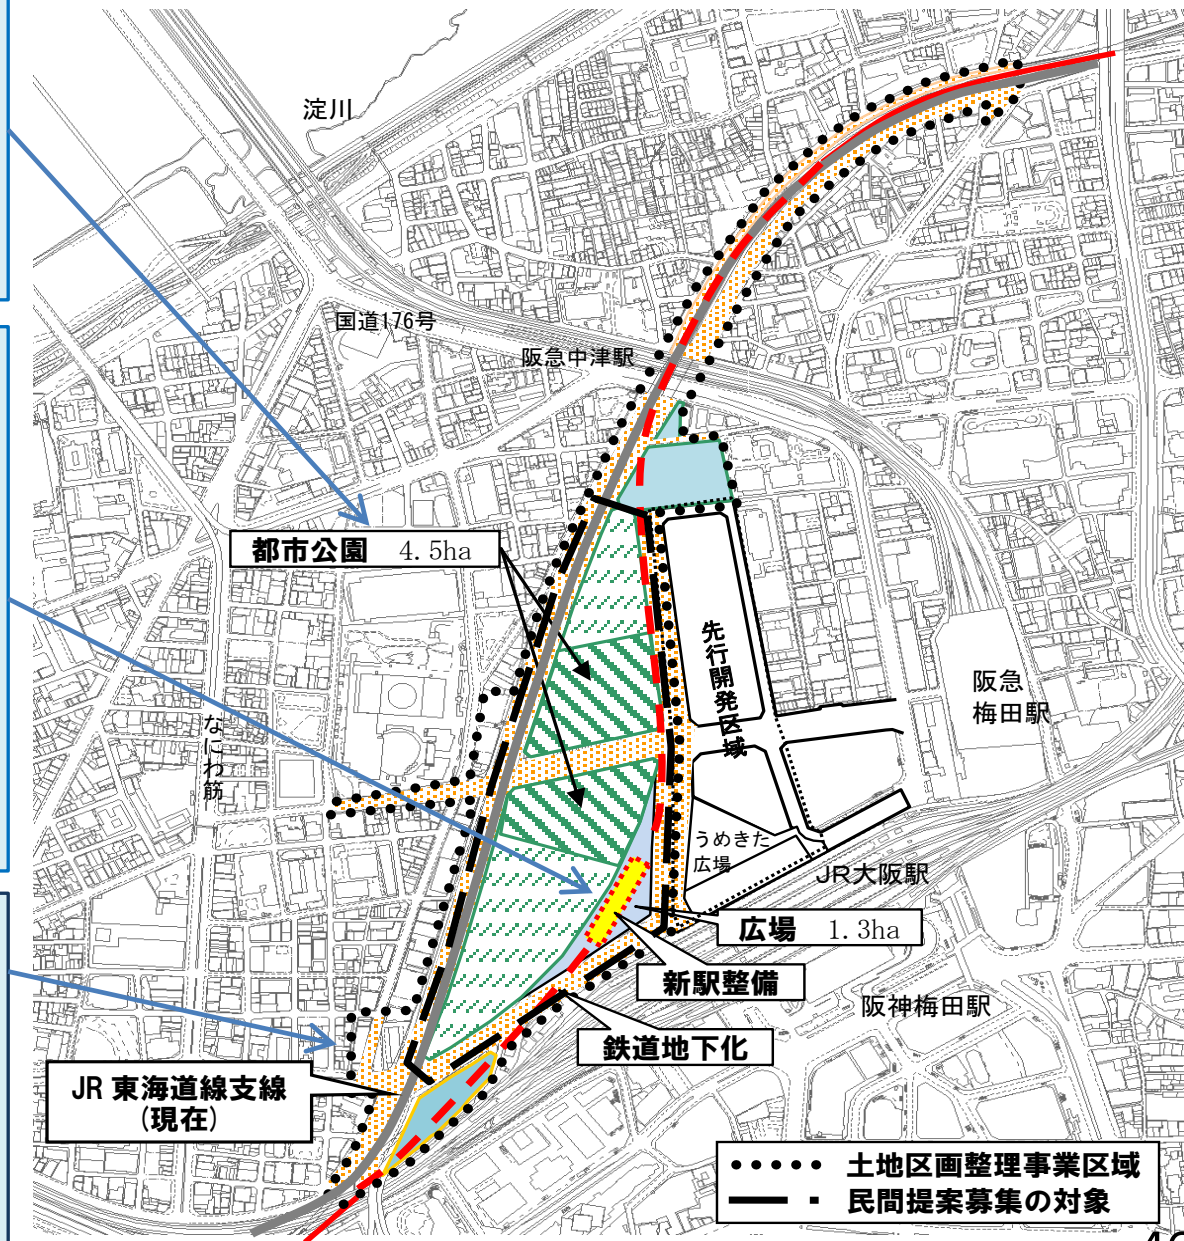 淀川
国道176号
阪急中津駅
都市公園 4.5ha
先行開発区域
阪急
梅田駅
なにわ筋
うめきた
広場
JR大阪駅
広場 1.3ha
新駅整備
阪神梅田駅
鉄道地下化
JR 東海道線支線
(現在)
土地区画整理事業区域
民間提案募集の対象